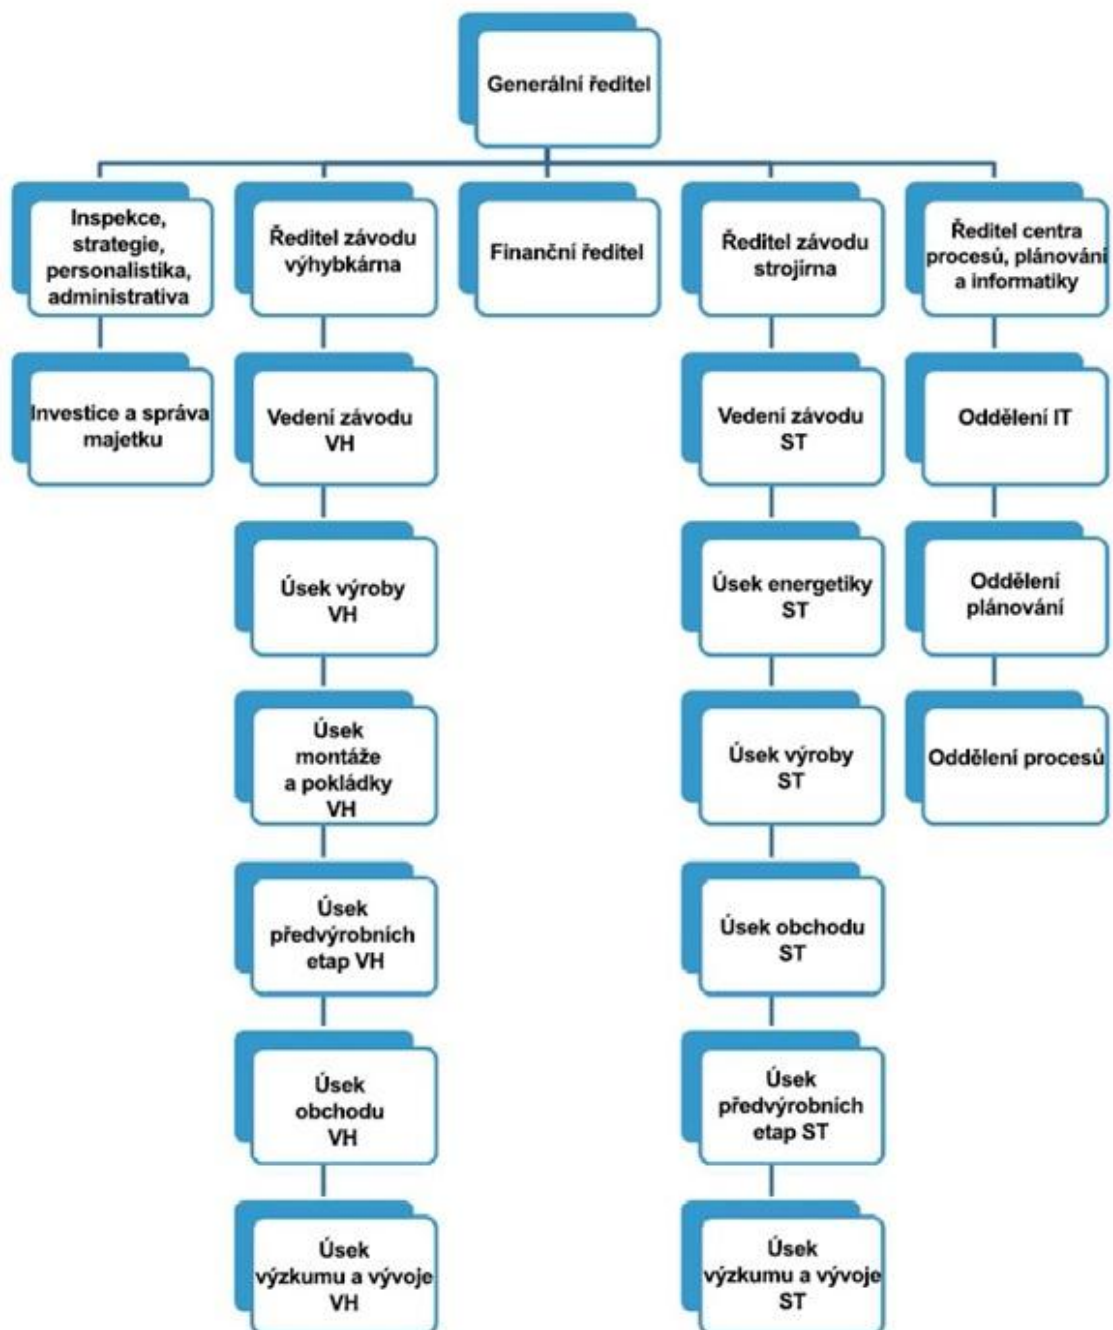 Generální ředitel
Inspekce,
strategie,
personalistika,
administrativa
Ředitel závodu
výhybkárna
Finanční ředitel
Ředitel závodu
strojírna
Ředitel centra
procesů, plánování
a informatiky
Investice a správa
majetku
Vedení závodu
VH
Vedení závodu
ST
Oddělení IT
Úsek výroby
VH
Úsek energetiky
ST
Oddělení
plánování
Úsek
montáže
a pokládky
VH
Úsek výroby
ST
Oddělení procesů
Úsek
předvýrobních
etap VH
Úsek obchodu
ST
Úsek
obchodu
VH
Úsek
předvýrobních
etap ST
Úsek
výzkumu a vývoje
VH
Úsek
výzkumu a vývoje
ST